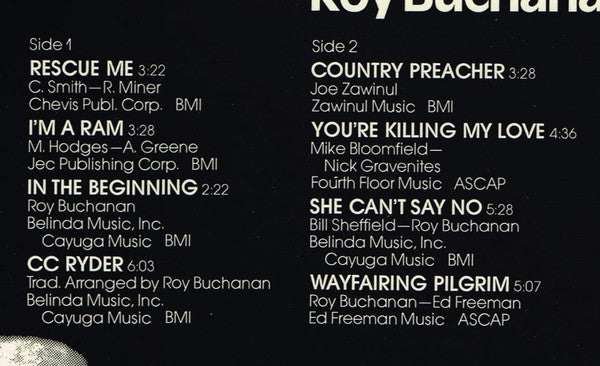 Roy Buchana
Side 1
RESCUE ME 3:22
C. Smith—R. Miner
Chevis Publ. Corp. BMI
I'M A RAM 3:28
M. Hodges—A. Greene
Jec Publishing Corp. BMI
IN THE BEGINNING 2:22
Roy Buchanan
Belinda Music, Inc.
Cayuga Music BMI
CC RYDER 6:03
Trad. Arranged by Roy Buchanan
Belinda Music, Inc.
Cayuga Music BMI
Side 2
COUNTRY PREACHER 3:28
Joe Zawinul
Zawinul Music BMI
YOU'RE KILLING MY LOVE 4:36
Mike Bloomfield—
Nick Gravenites
Fourth Floor Music ASCAP
SHE CAN'T SAY NO 5:28
Bill Sheffield—Roy Buchanan
Belinda Music, Inc.
Cayuga Music BMI
WAYFAIRING PILGRIM 5:07
Roy Buchanan—Ed Freeman
Ed Freeman Music ASCAP